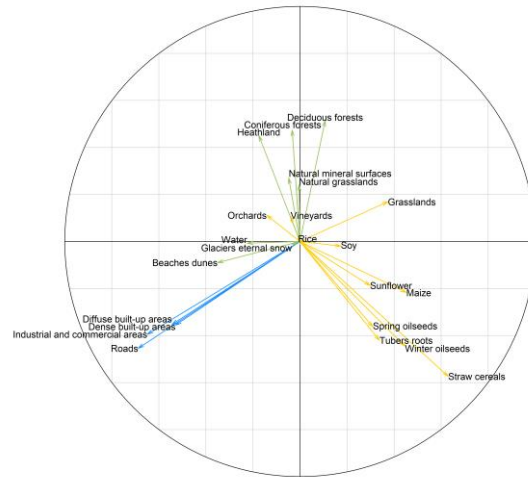 Deciduous forests
Coniferous forests
Heathland
Natural mineral surfaces
Natural grasslands
Grasslands
Orchards
Vineyards
Rice
Water
Soy
Glaciers eternal snow
Beaches dunes
Sunflower
Maize
Diffuse built-up areas
Dense built-up areas
Spring oilseeds
Industrial and commercial areas
Tubers roots
Roads
Winter oilseeds
Straw cereals